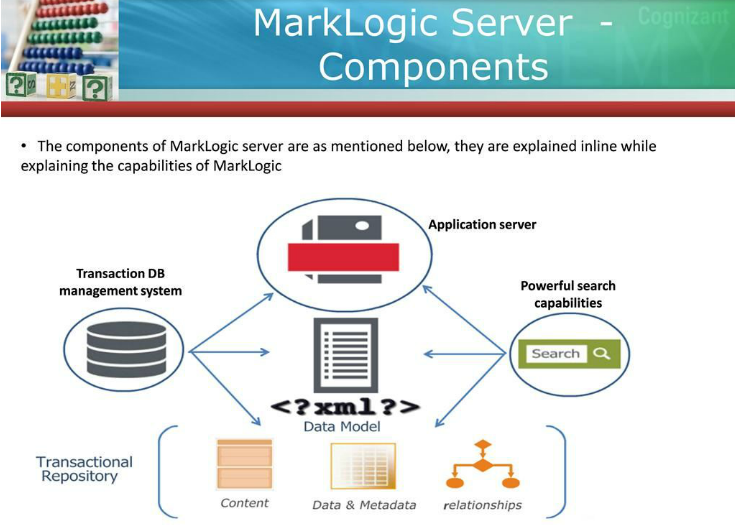 MarkLogic Server -
Components
Cognizant
• The components of MarkLogic server are as mentioned below, they are explained inline while
explaining the capabilities of MarkLogic
Application server
Transaction DB
management system
Powerful search
capabilities
Search
<?xml?>
Data Model
Transactional
Repository
Content
Data & Metadata
relationships